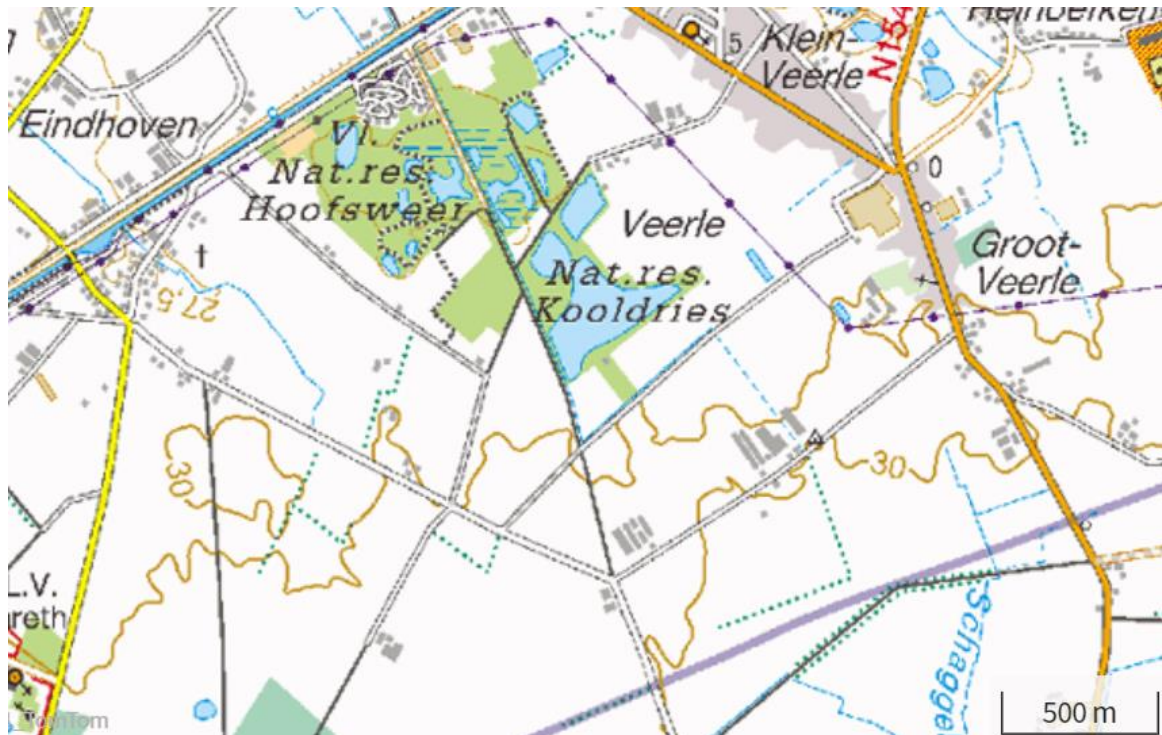 Klein-
Veerle
5
N154
Eindhoven
Vl.
Nat.res.
Hoofsweer
0
Veerle
Groot-
Veerle
Nat.res.
Kooldries
27,5
30
30
L.V.
reth
Schagge
TomTom
500 m